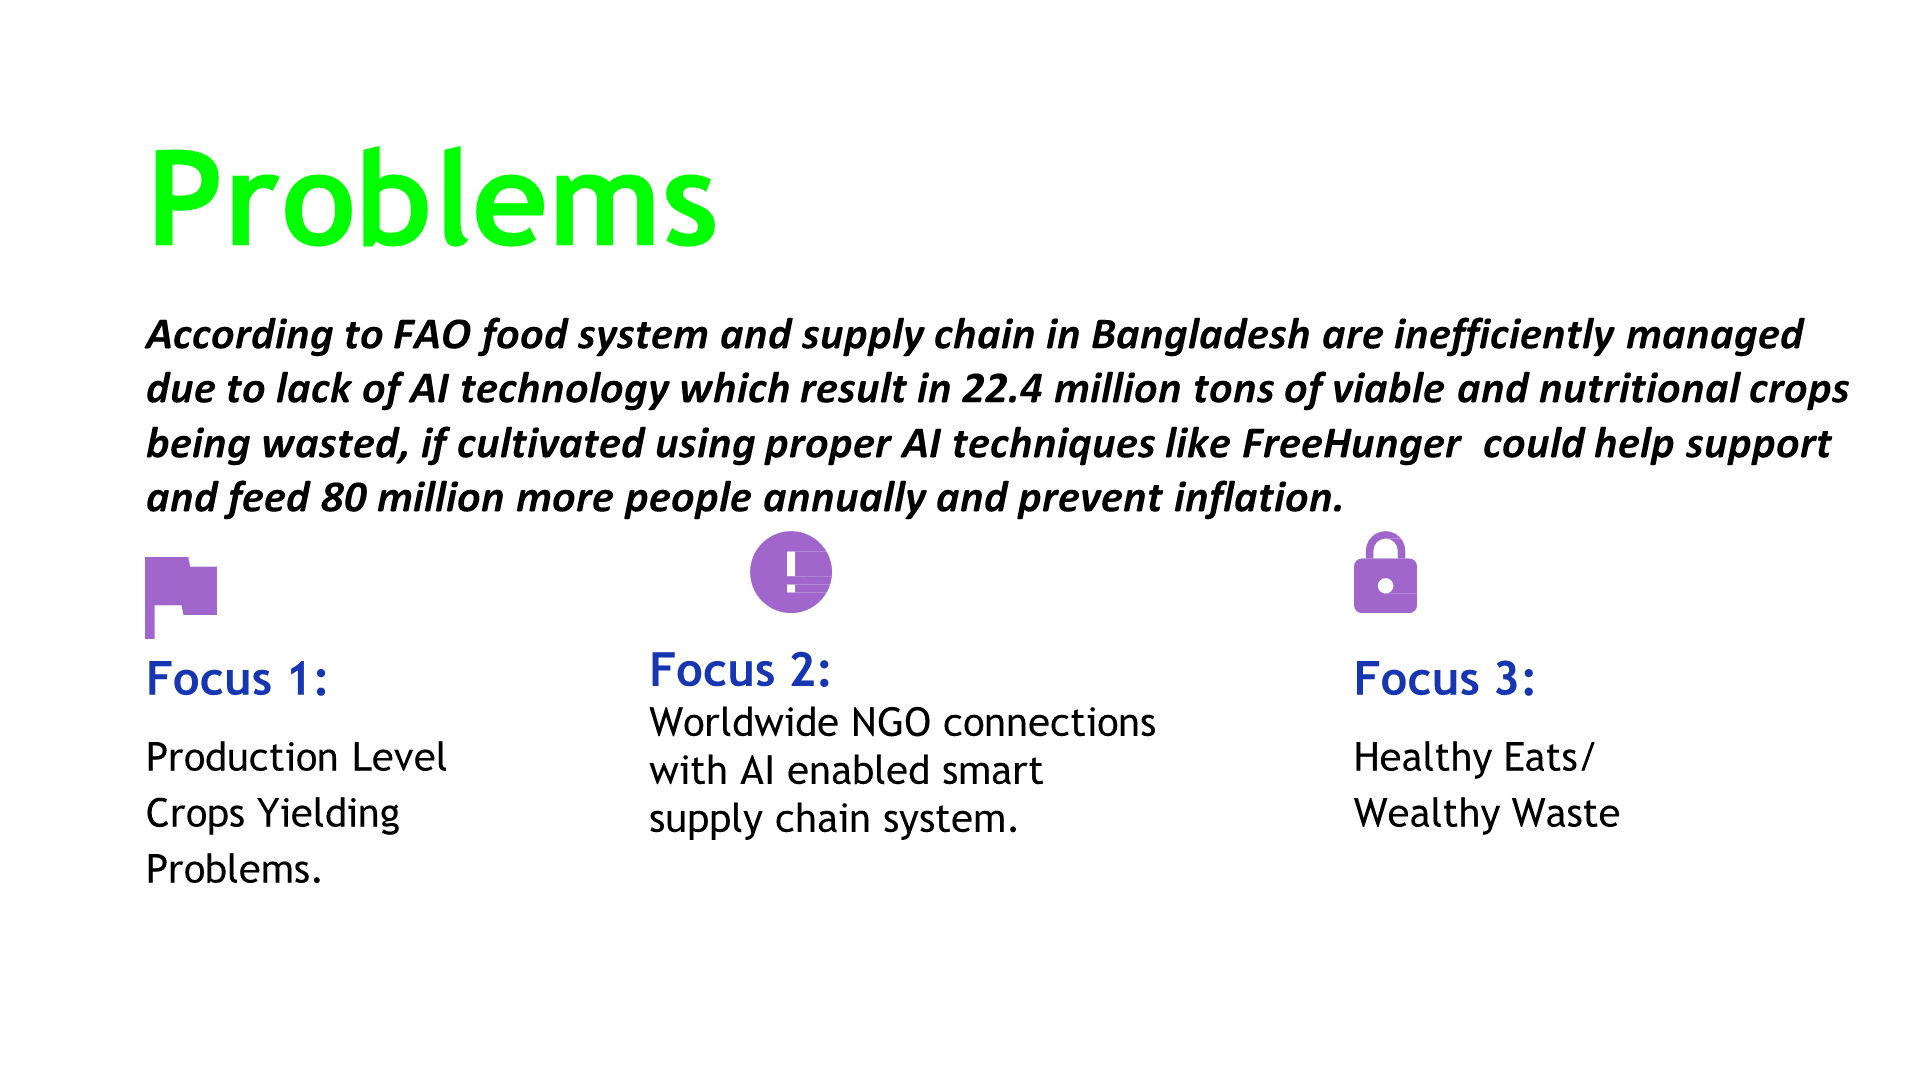 Problems
According to FAO food system and supply chain in Bangladesh are inefficiently managed
due to lack of AI technology which result in 22.4 million tons of viable and nutritional crops
being wasted, if cultivated using proper AI techniques like FreeHunger  could help support
and feed 80 million more people annually and prevent inflation.
Focus 1:
Production Level
Crops Yielding
Problems.
Focus 2:
Worldwide NGO connections
with AI enabled smart
supply chain system.
Focus 3:
Healthy Eats/
Wealthy Waste